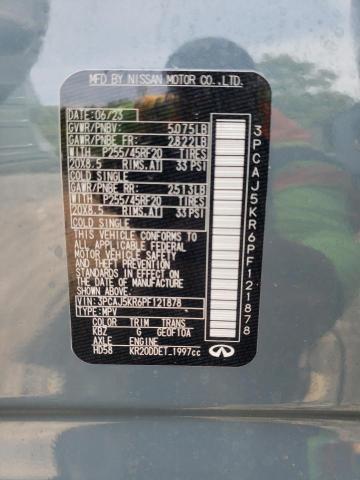 MFD BY NISSAN MOTOR CO., LTD.
DATE: 06/23
GVWR/PNBV: 5075LB
GAWR/PNBE FR: 2822LB
WITH P255/45RF20 TIRES
20X8.5 RIMS,AT 33 PSI
COLD SINGLE
GAWR/PNBE RR: 2513LB
WITH P255/45RF20 TIRES
20X8.5 RIMS,AT 33 PSI
COLD SINGLE
THIS VEHICLE CONFORMS
TO ALL APPLICABLE FEDERAL
MOTOR VEHICLE SAFETY
STANDARDS IN EFFECT ON
THE DATE OF MANUFACTURE
SHOWN ABOVE.
VIN: 3PCAJ5KR6PF121878
TYPE: MPV
COLOR TRIM TRANS
KBZ G F
AXLE ENGINE
HD58 KR20DDET 1997cc
3PCAJ5KR6PF121878
INFINITI